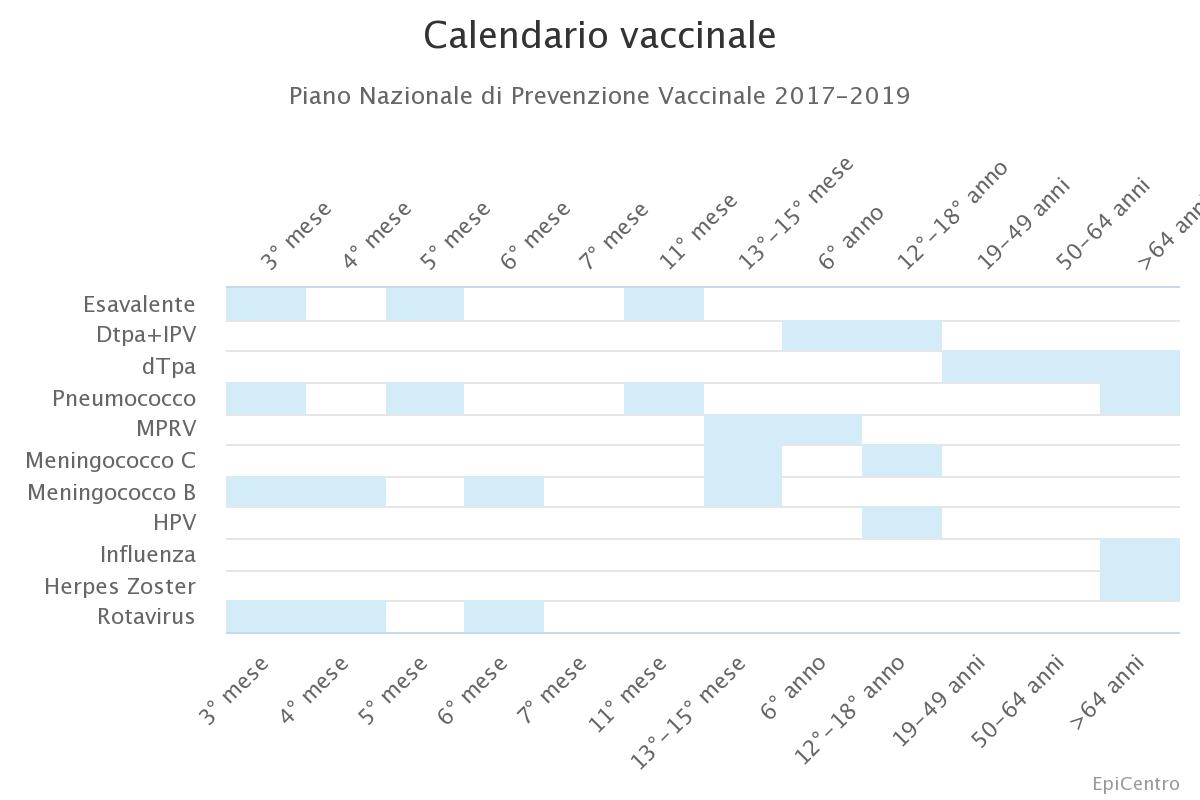 Calendario vaccinale
Piano Nazionale di Prevenzione Vaccinale 2017–2019
3° mese
4° mese
5° mese
6° mese
7° mese
11° mese
13°–15° mese
6° anno
12°–18° anno
19–49 anni
50–64 anni
>64 ann
Esavalente
Dtpa+IPV
dTpa
Pneumococco
MPRV
Meningococco C
Meningococco B
HPV
Influenza
Herpes Zoster
Rotavirus
3° mese
4° mese
5° mese
6° mese
7° mese
11° mese
13°–15° mese
6° anno
12°–18° anno
19–49 anni
50–64 anni
>64 anni
EpiCentro